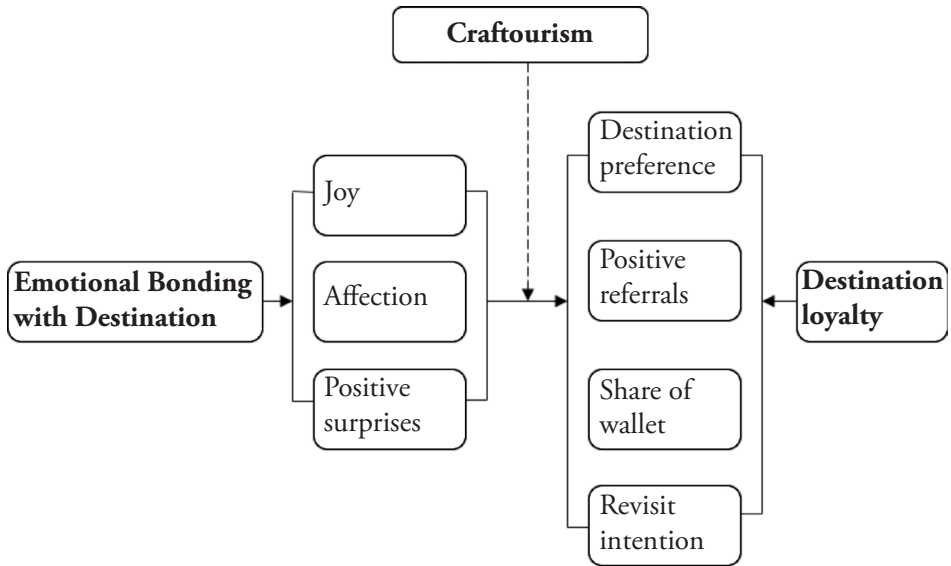 Craftourism
Emotional Bonding
with Destination
Joy
Affection
Positive
surprises
Destination
preference
Positive
referrals
Share of
wallet
Revisit
intention
Destination
loyalty